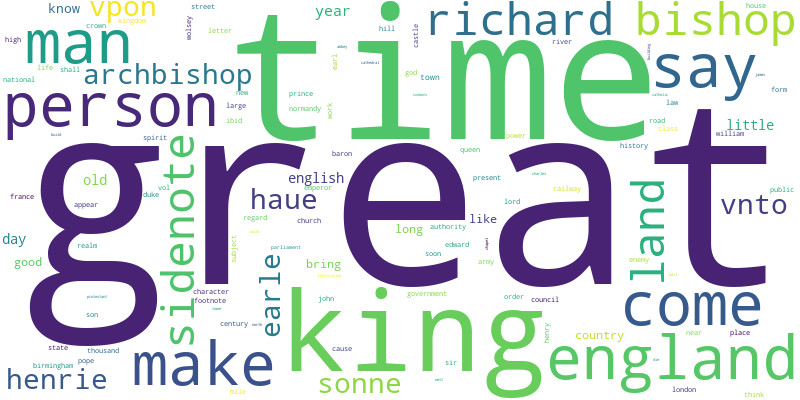 know vpon street
kingdom
crown wolsey letter
year
richard bishop house
high man time castle hill river
archbishop earl abbey cathedral say
national life shall new god town
prince
james
form
person large normandy work
ibid
law
road
class little
william
power
history
great
spirit sidenote
baron
english queen
old
vol
duke
france appear
emperor
haue
present charles
railway
land
public
vnto
regard church like lord
day
good realm
long authority
edward
soon
bring
army
subject
parliament
enemy
earle
character
footnote
son
king
john
government
order council
come
century
state thousand
cause
henry
country near place
england
birmingham pope
henrie make
sonne sir
mile
london
think